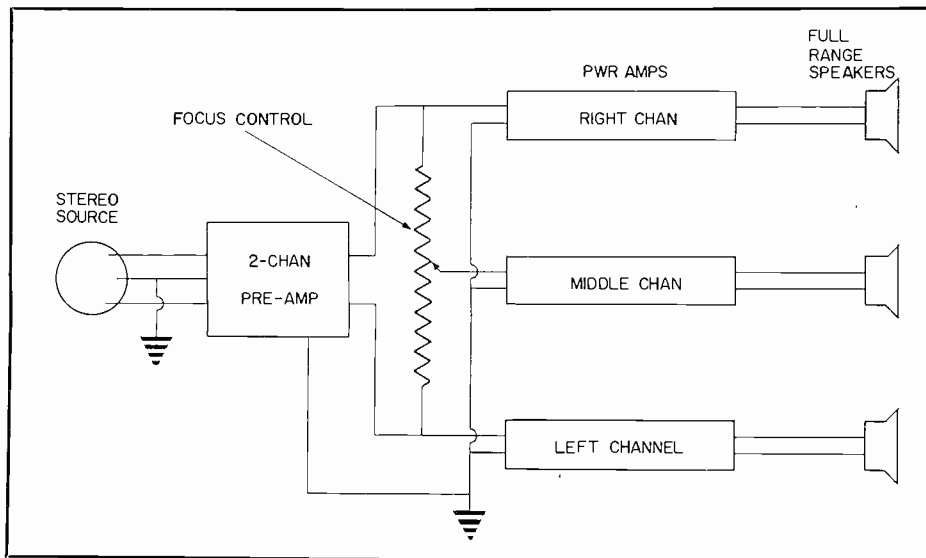 FULL
RANGE
SPEAKERS
PWR AMPS
FOCUS CONTROL
RIGHT CHAN
STEREO
SOURCE
2-CHAN
PRE-AMP
MIDDLE CHAN
LEFT CHANNEL